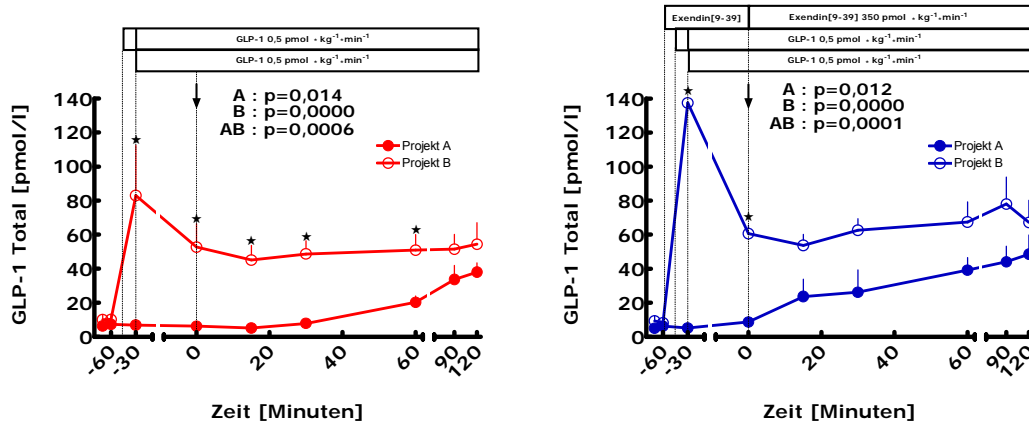 GLP-1 0,5 pmol • kg⁻¹•min⁻¹
GLP-1 0,5 pmol • kg⁻¹•min⁻¹
A : p=0,014
B : p=0,0000
AB : p=0,0006
Projekt A
Projekt B
GLP-1 Total [pmol/l]
140
120
100
80
60
40
20
0
-60
-30
0
20
40
60
90
120
Zeit [Minuten]
Exendin[9-39]
Exendin[9-39] 350 pmol • kg⁻¹•min⁻¹
GLP-1 0,5 pmol • kg⁻¹•min⁻¹
GLP-1 0,5 pmol • kg⁻¹•min⁻¹
A : p=0,012
B : p=0,0000
AB : p=0,0001
Projekt A
Projekt B
GLP-1 Total [pmol/l]
140
120
100
80
60
40
20
0
-60
-30
0
20
40
60
90
120
Zeit [Minuten]